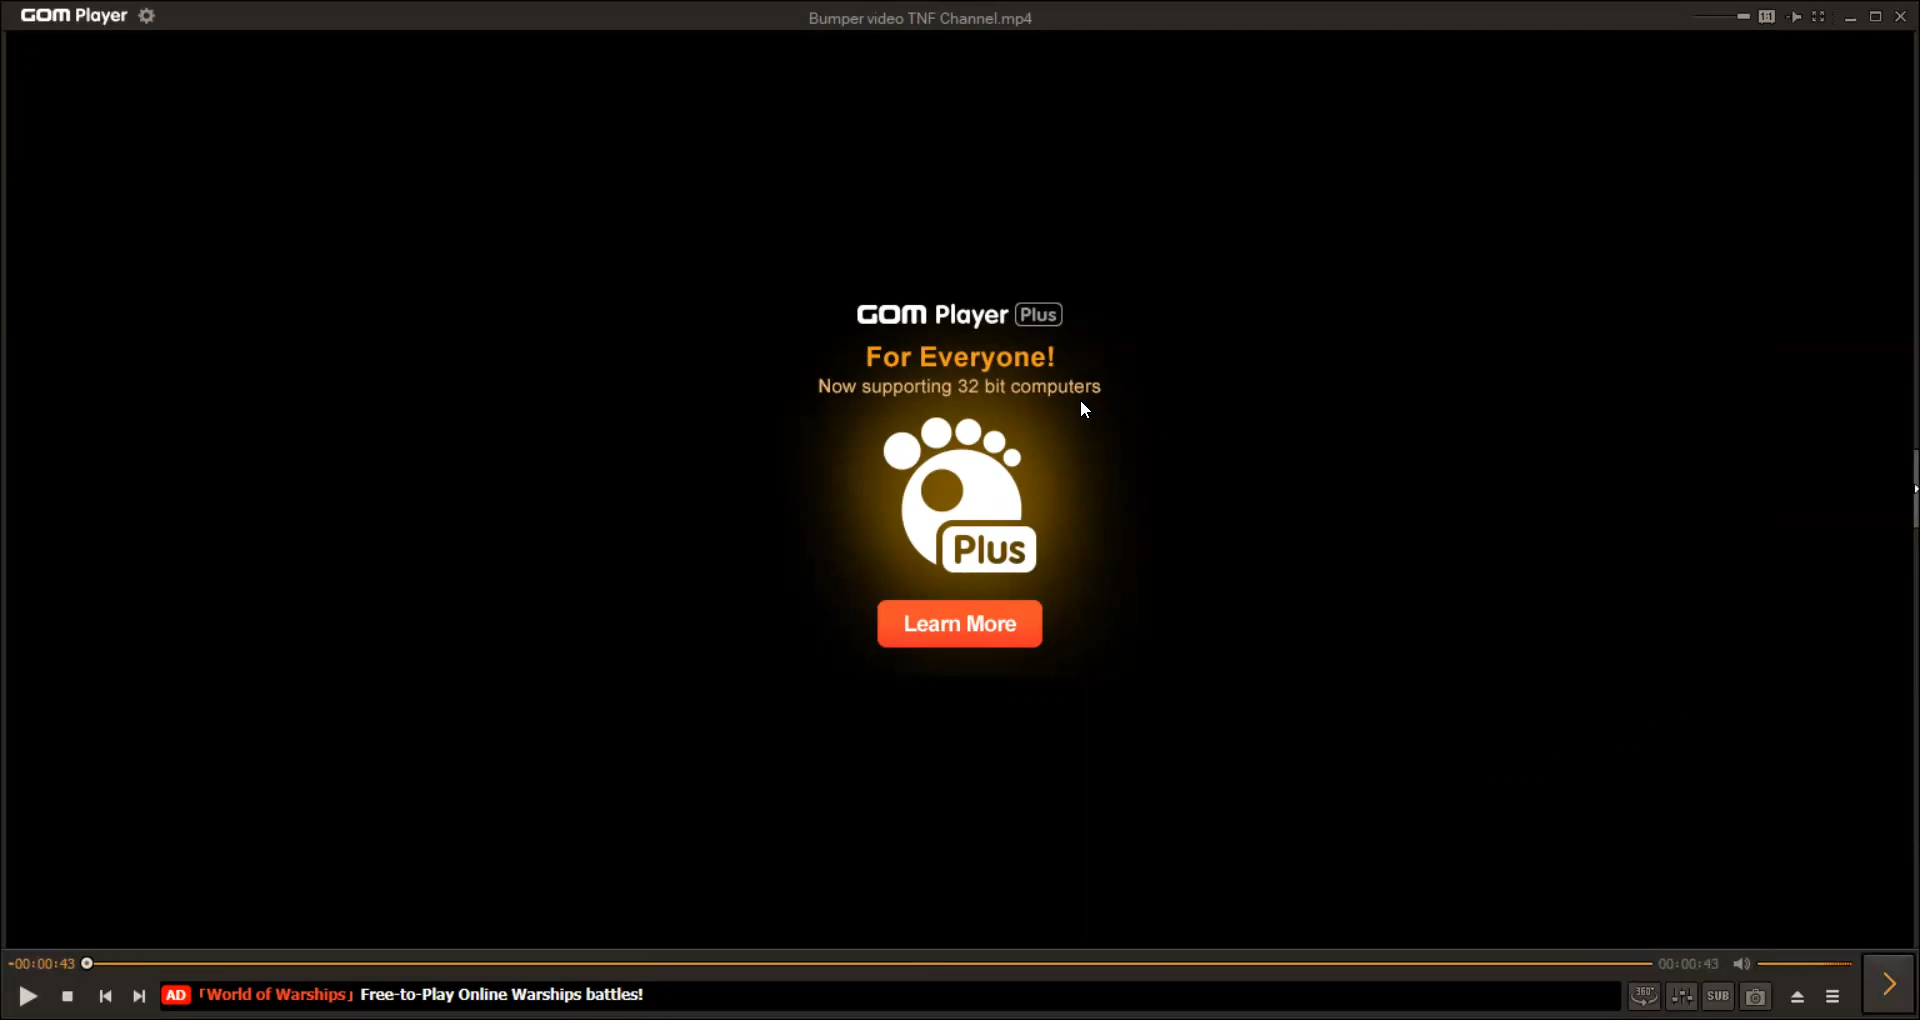 GOM Player
Bumper video TNF Channel.mp4
GOM Player Plus
For Everyone!
Now supporting 32 bit computers
Plus
Learn More
-00:00:43
00:00:43
AD 「World of Warships」 Free-to-Play Online Warships battles!
360°
SUB